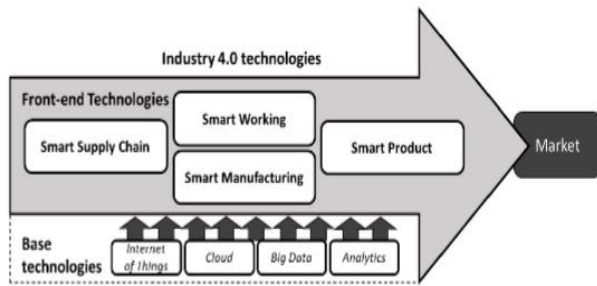 Industry 4.0 technologies
Front-end Technologies
Smart Supply Chain
Smart Working
Smart Manufacturing
Smart Product
Market
Base
technologies
Internet
of Things
Cloud
Big Data
Analytics